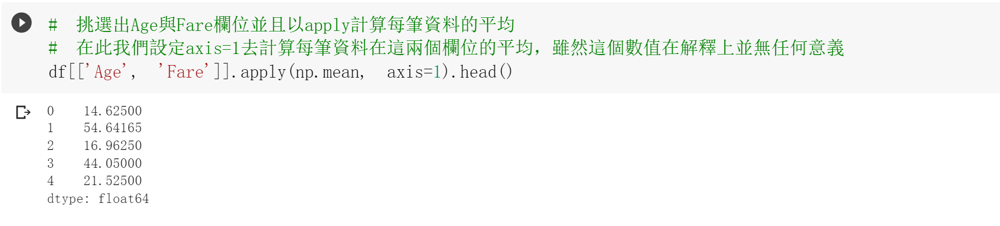 # 挑選出Age與Fare欄位並且以apply計算每筆資料的平均
# 在此我們設定axis=1去計算每筆資料在這兩個欄位的平均，雖然這個數值在解釋上並無任何意義
df[['Age', 'Fare']].apply(np.mean, axis=1).head()
0    14.62500
1    54.64165
2    16.96250
3    44.05000
4    21.52500
dtype: float64